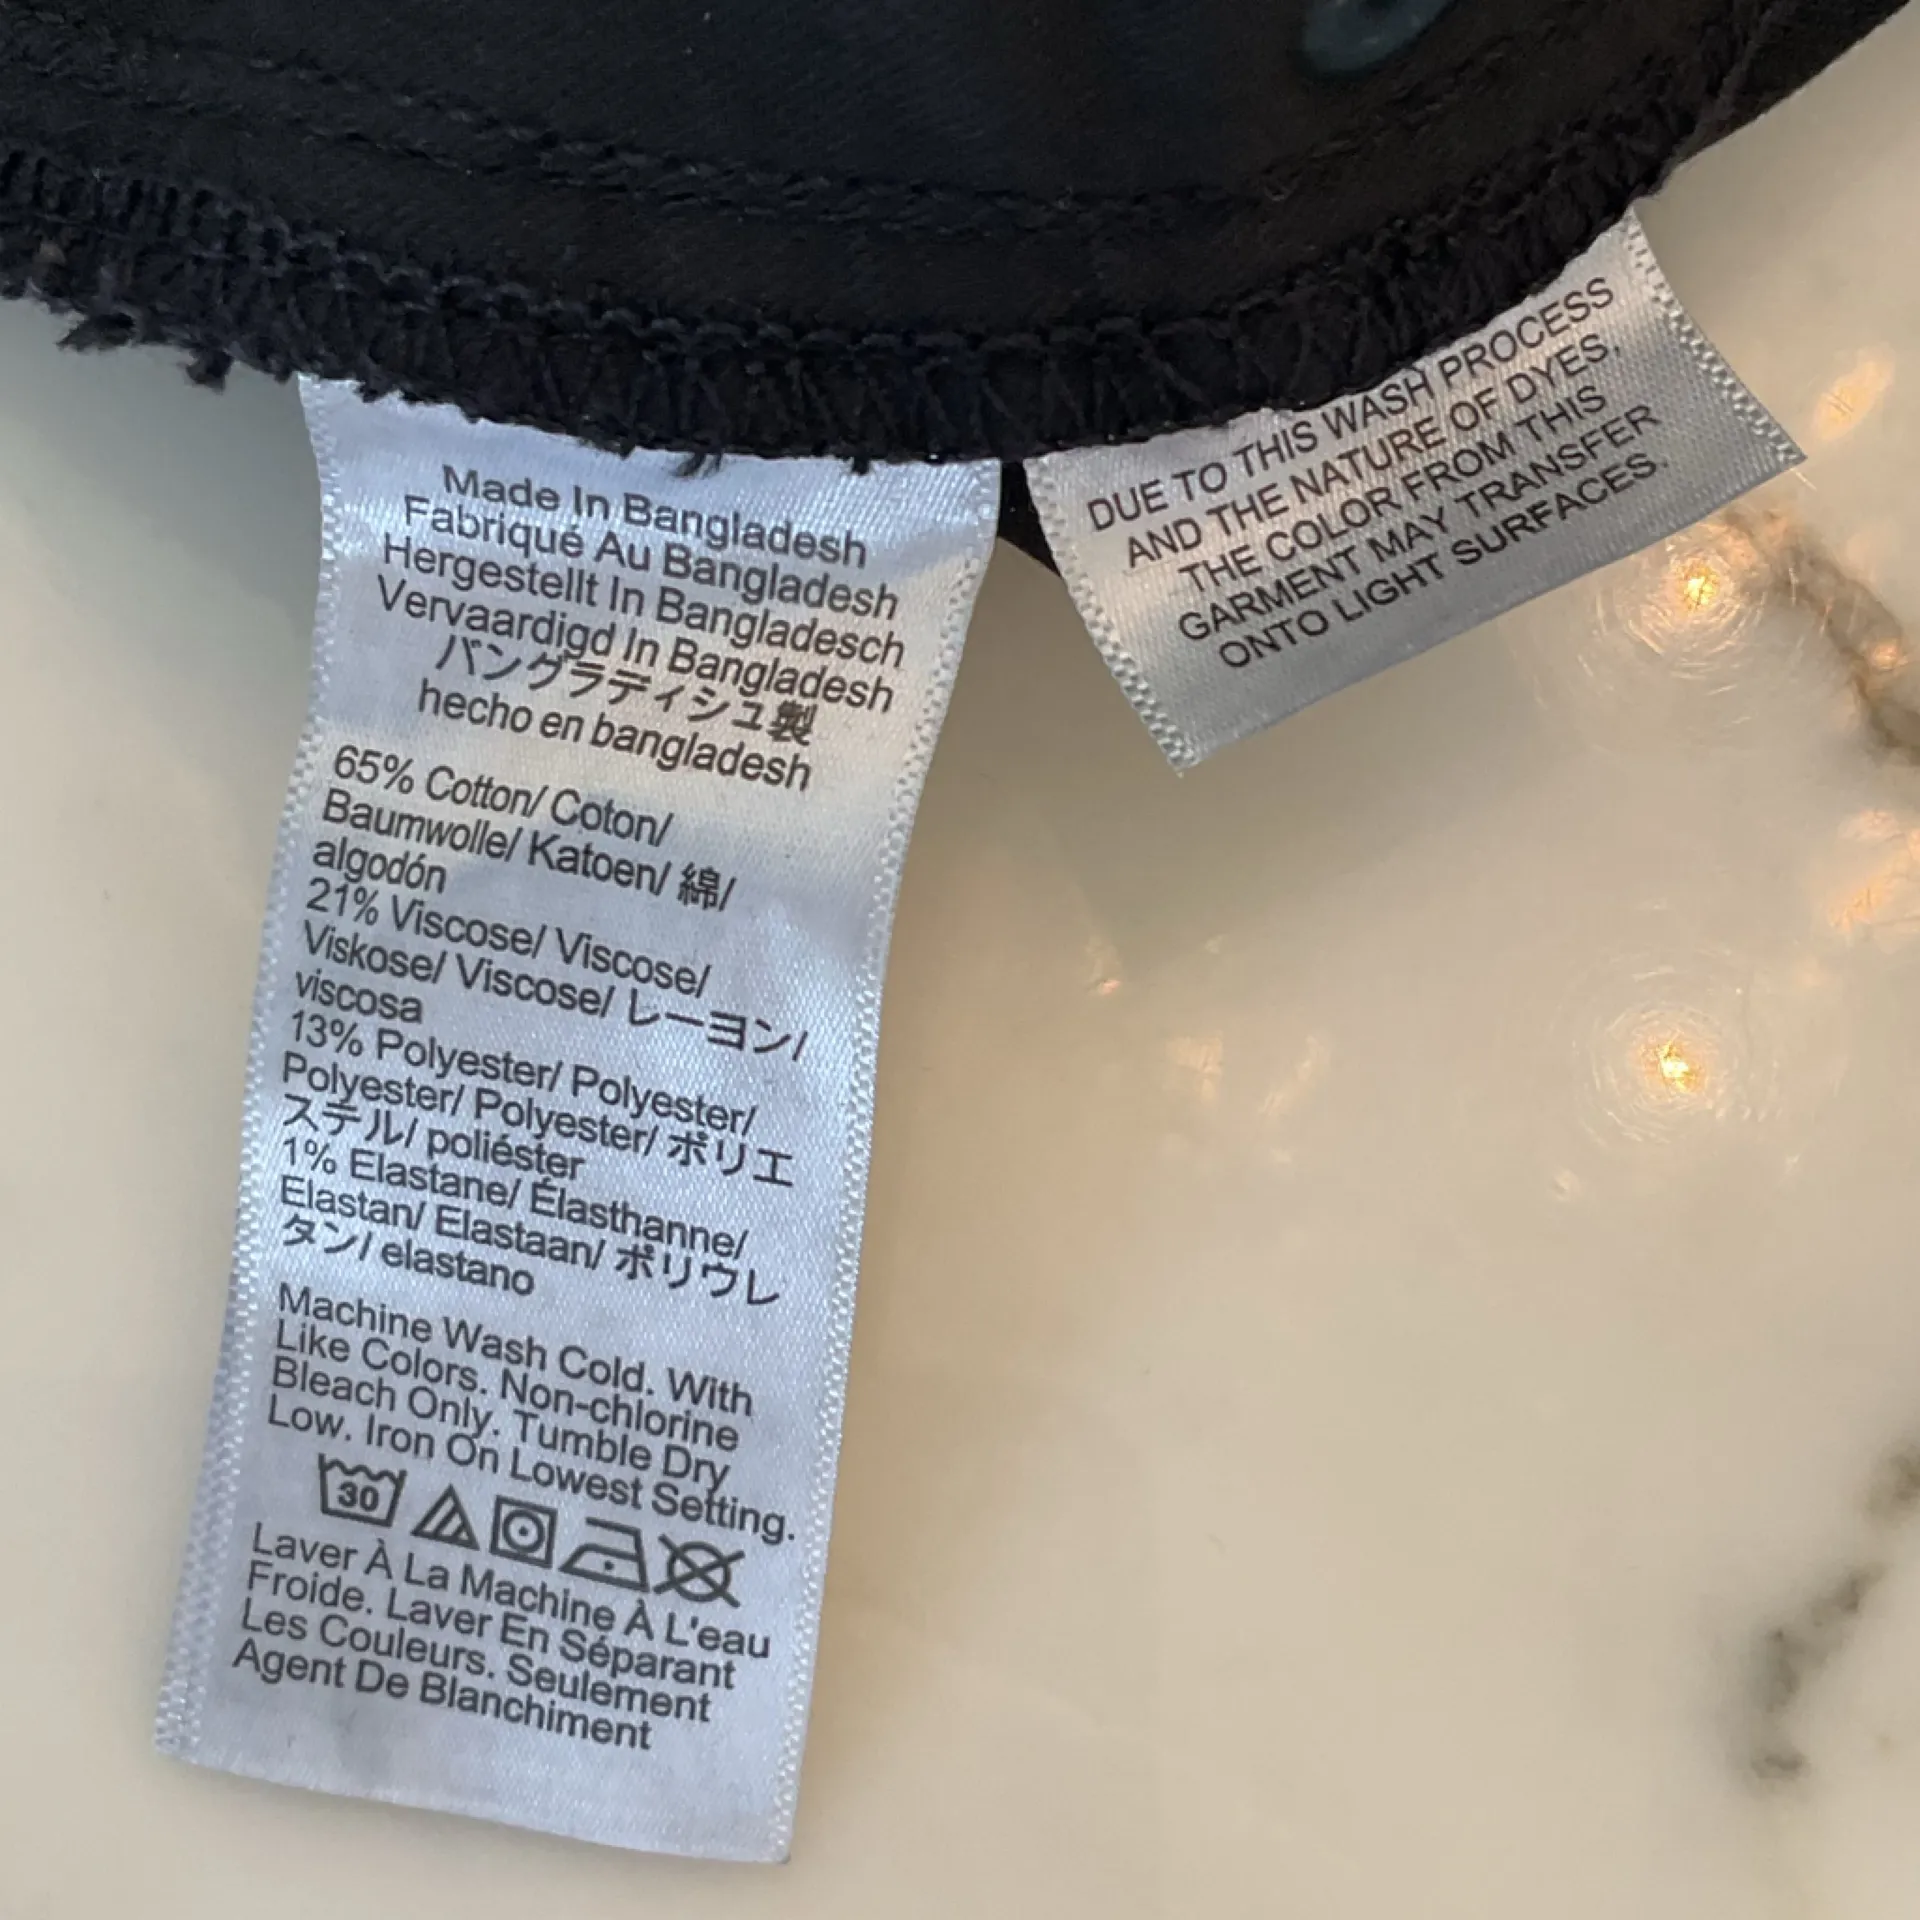 Made In Bangladesh
Fabriqué Au Bangladesh
Hergestellt In Bangladesch
Vervaardigd In Bangladesh
バングラディシュ製
hecho en bangladesh
65% Cotton/ Coton/
Baumwolle/ Katoen/ 綿/
algodón
21% Viscose/ Viscose/
Viskose/ Viscose/ レーヨン/
viscosa
13% Polyester/ Polyester/
Polyester/ Polyester/ ポリエ
ステル/ poliéster
1% Elastane/ Élasthanne/
Elastan/ Elastaan/ ポリウレ
タン/ elastano
Machine Wash Cold. With
Like Colors. Non-chlorine
Bleach Only. Tumble Dry
Low. Iron On Lowest Setting.
30
Laver À La Machine À L'eau
Froide. Laver En Séparant
Les Couleurs. Seulement
Agent De Blanchiment
DUE TO THIS WASH PROCESS
AND THE NATURE OF DYES,
THE COLOR FROM THIS
GARMENT MAY TRANSFER
ONTO LIGHT SURFACES.